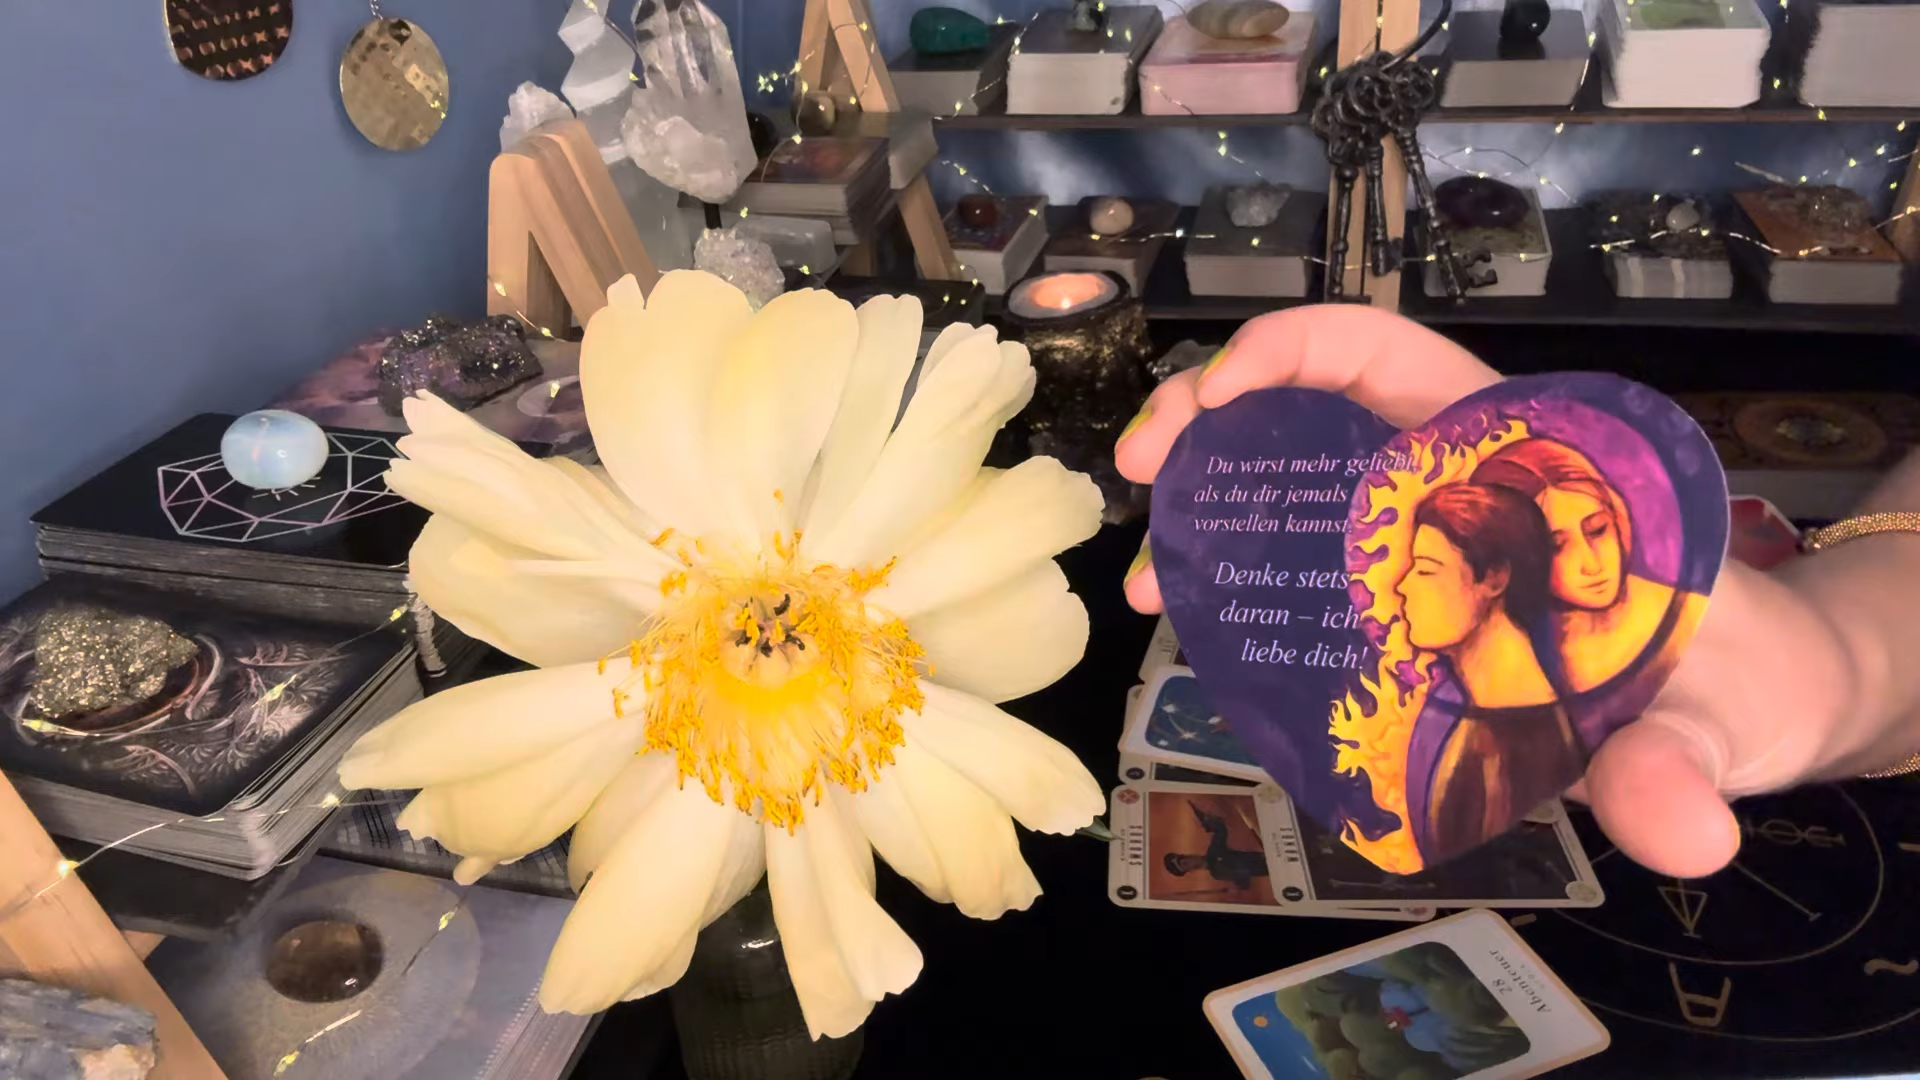 Du wirst mehr geliebt,
als du dir jemals
vorstellen kannst.
Denke stets
daran – ich
liebe dich!
28
Abenteuer